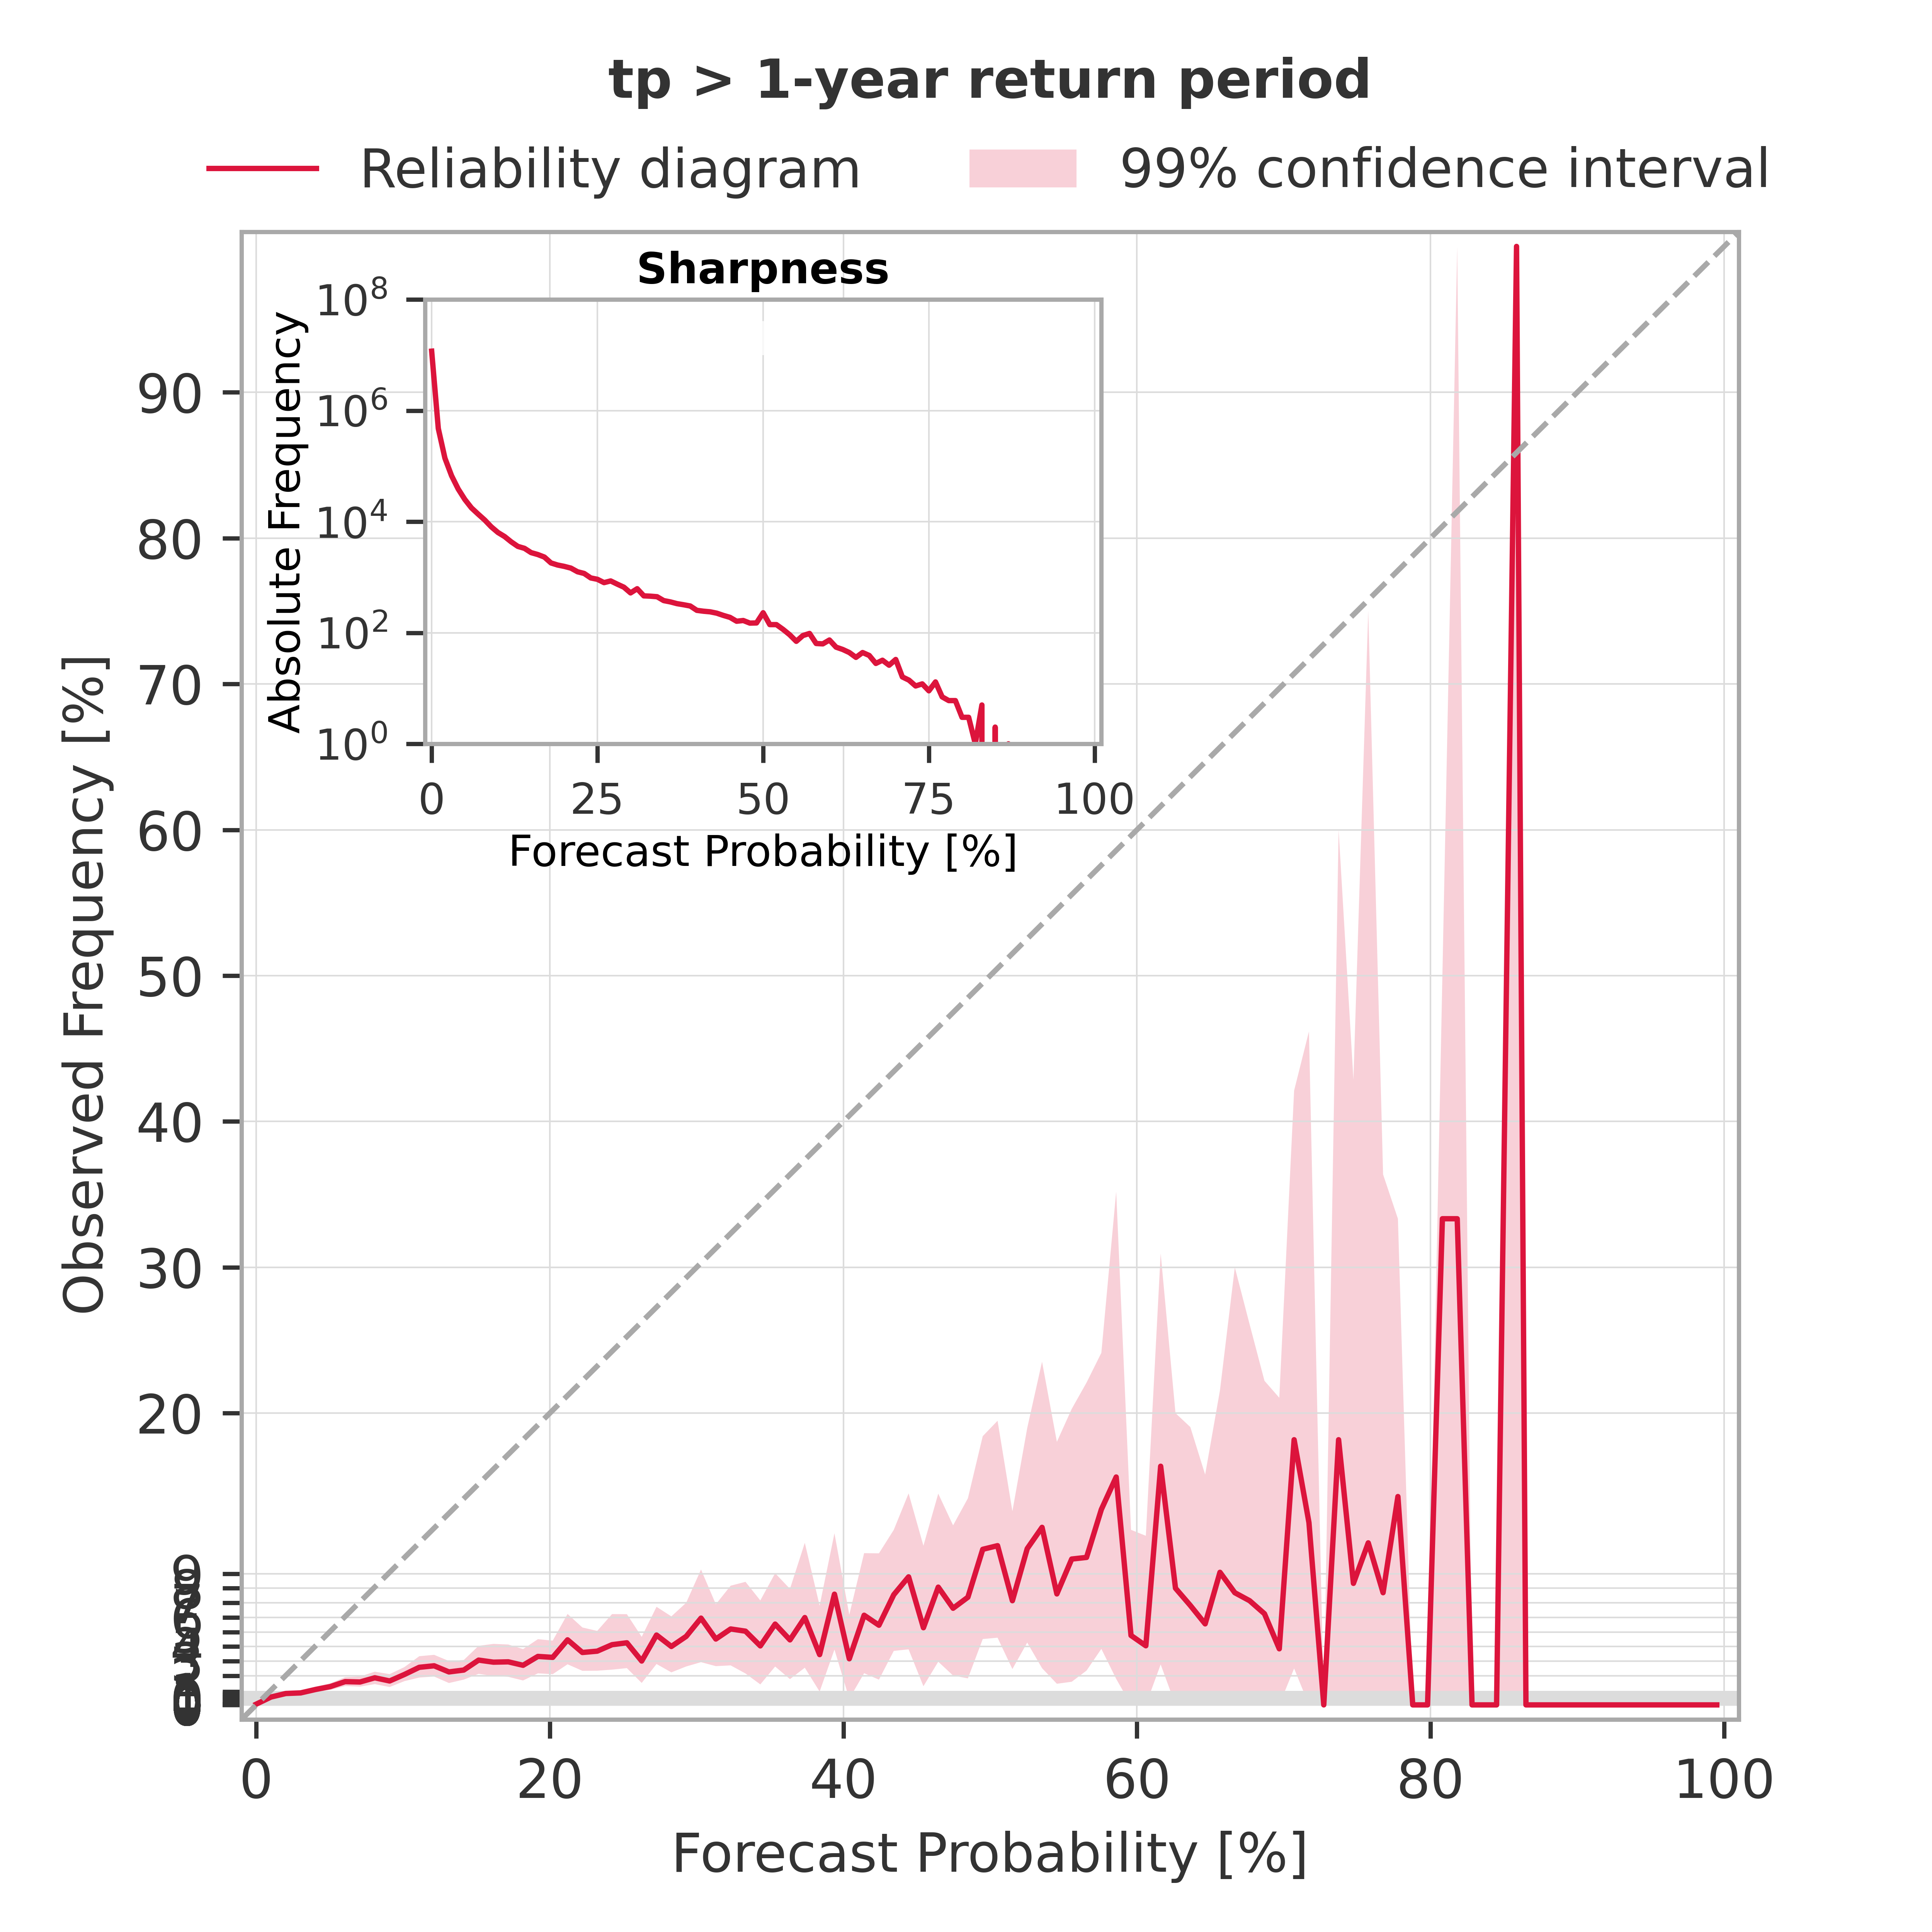 tp > 1-year return period
Reliability diagram
99% confidence interval
Sharpness
10^8
10^6
10^4
10^2
10^0
Absolute Frequency
0 25 50 75 100
Forecast Probability [%]
90
80
70
60
50
40
30
20
9
Observed Frequency [%]
0 20 40 60 80 100
Forecast Probability [%]